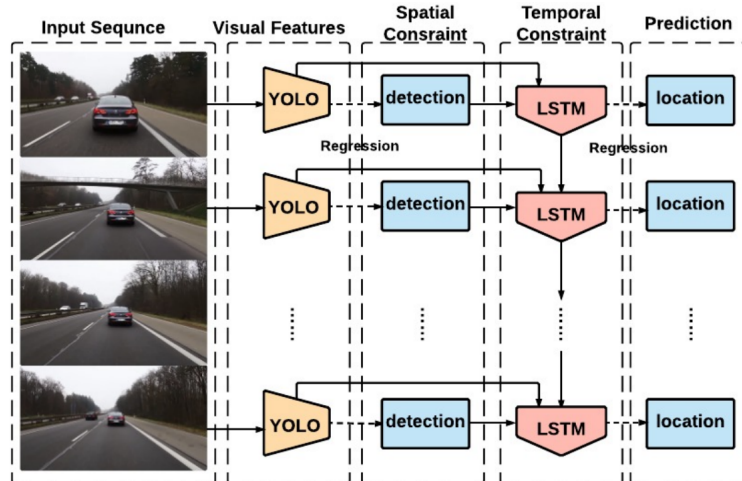 Input Sequnce
Visual Features
Spatial
Consraint
Temporal
Constraint
Prediction
YOLO
detection
LSTM
location
Regression
Regression
YOLO
detection
LSTM
location
YOLO
detection
LSTM
location